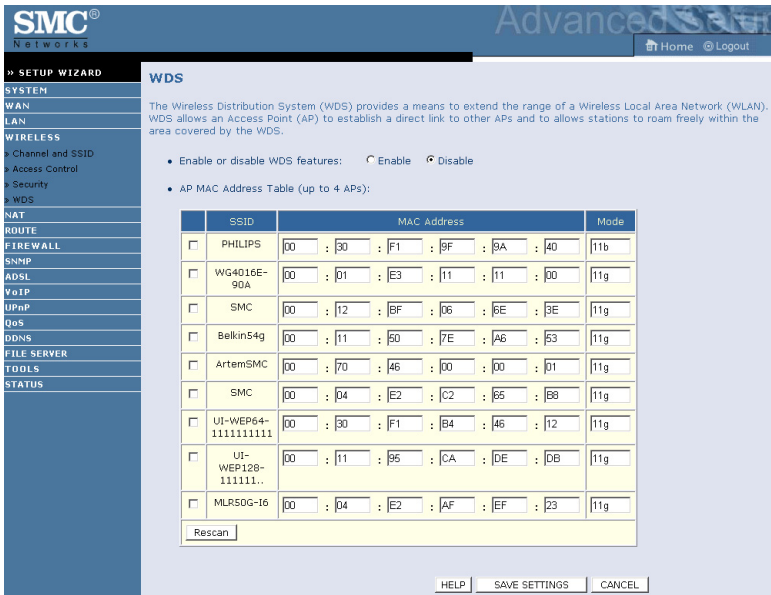 SMC®
Networks
Advanced Setup
Home Logout
» SETUP WIZARD
SYSTEM
WAN
LAN
WIRELESS
» Channel and SSID
» Access Control
» Security
» WDS
NAT
ROUTE
FIREWALL
SNMP
ADSL
VoIP
UPnP
QoS
DDNS
FILE SERVER
TOOLS
STATUS
WDS
The Wireless Distribution System (WDS) provides a means to extend the range of a Wireless Local Area Network (WLAN).
WDS allows an Access Point (AP) to establish a direct link to other APs and to allows stations to roam freely within the
area covered by the WDS.
• Enable or disable WDS features: Enable Disable
• AP MAC Address Table (up to 4 APs):
SSID MAC Address Mode
PHILIPS 00 : 30 : F1 : 9F : 9A : 40 11b
WG4016E-
90A 00 : 01 : E3 : 11 : 11 : 00 11g
SMC 00 : 12 : BF : 06 : 6E : 3E 11g
Belkin54g 00 : 11 : 50 : 7E : A6 : 53 11g
ArtemSMC 00 : 70 : 46 : 00 : 00 : 01 11g
SMC 00 : 04 : E2 : C2 : 65 : B8 11g
UI-WEP64-
1111111111 00 : 30 : F1 : B4 : 46 : 12 11g
UI-
WEP128-
111111.. 00 : 11 : 95 : CA : DE : DB 11g
MLR50G-I6 00 : 04 : E2 : AF : EF : 23 11g
Rescan
HELP SAVE SETTINGS CANCEL